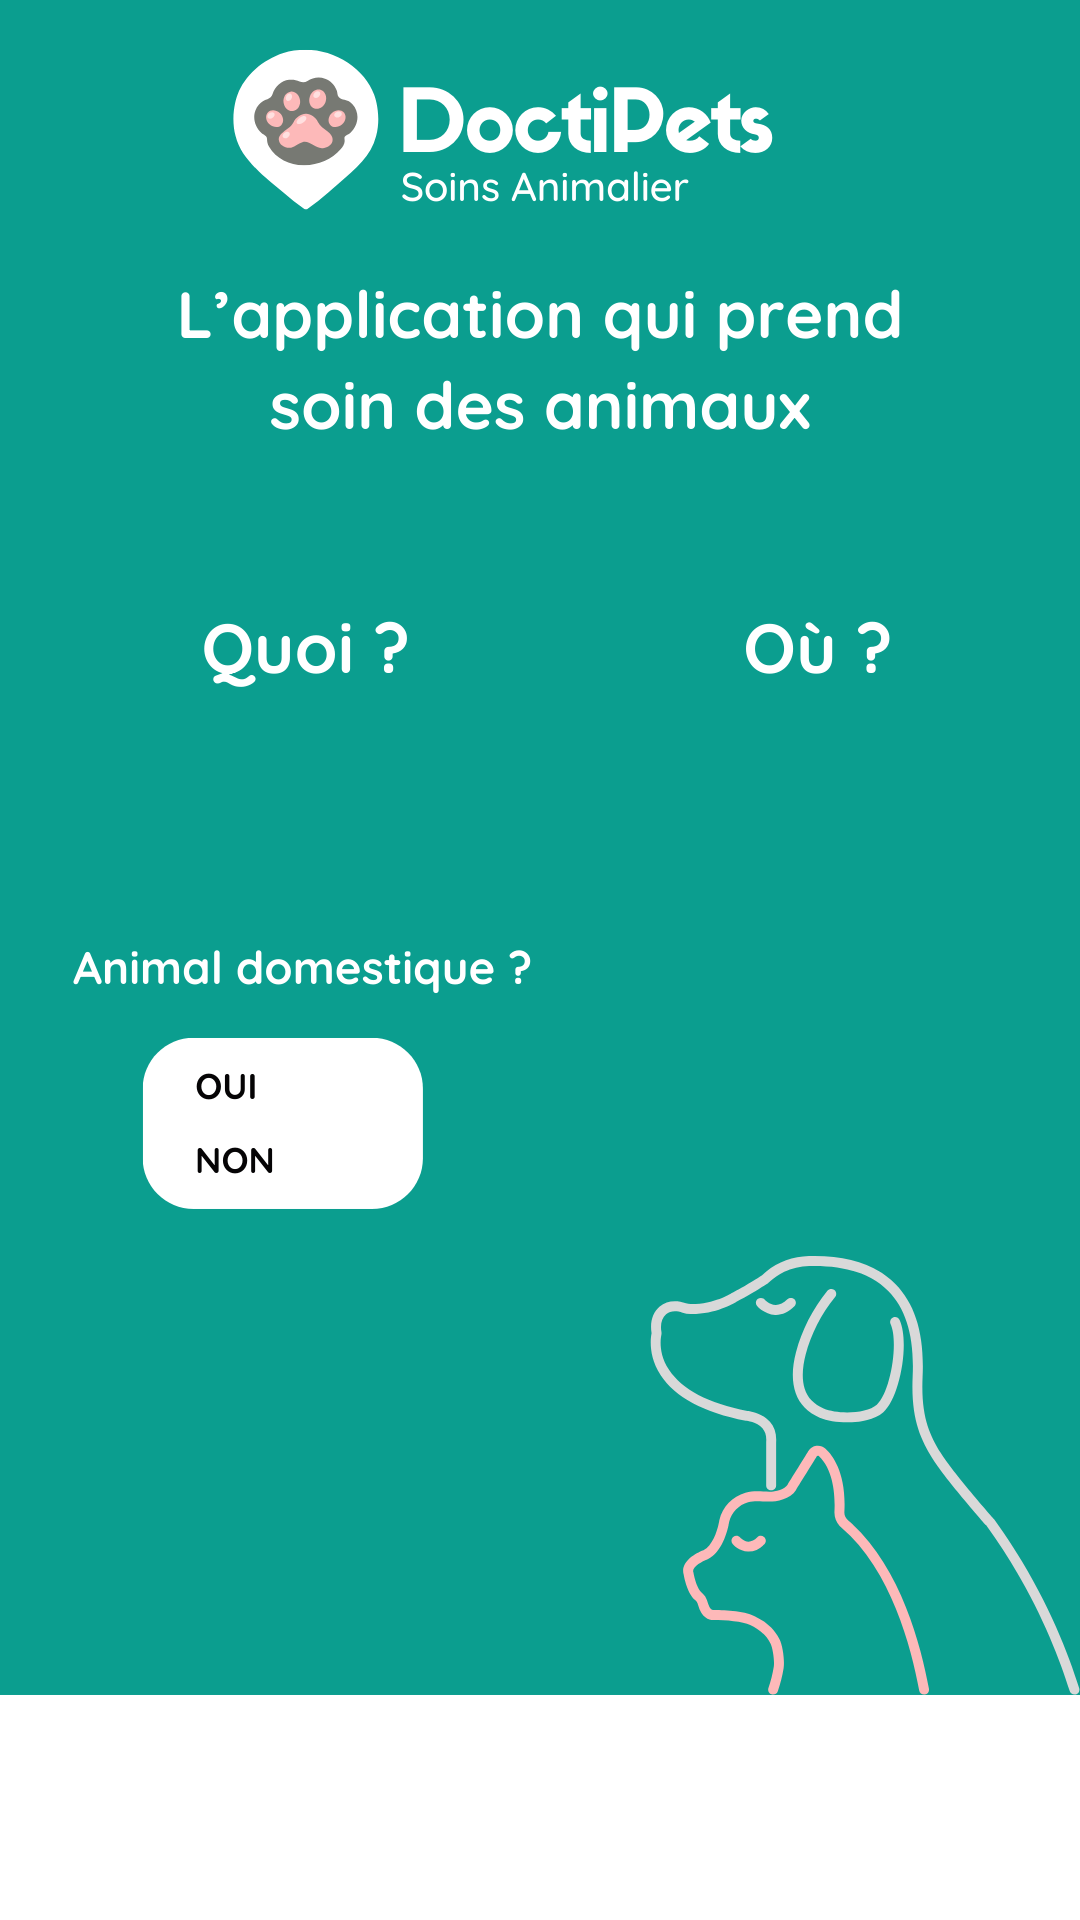 DoctiPets
Soins Animalier
L’application qui prend
soin des animaux
Quoi ?
Où ?
Animal domestique ?
OUI
NON